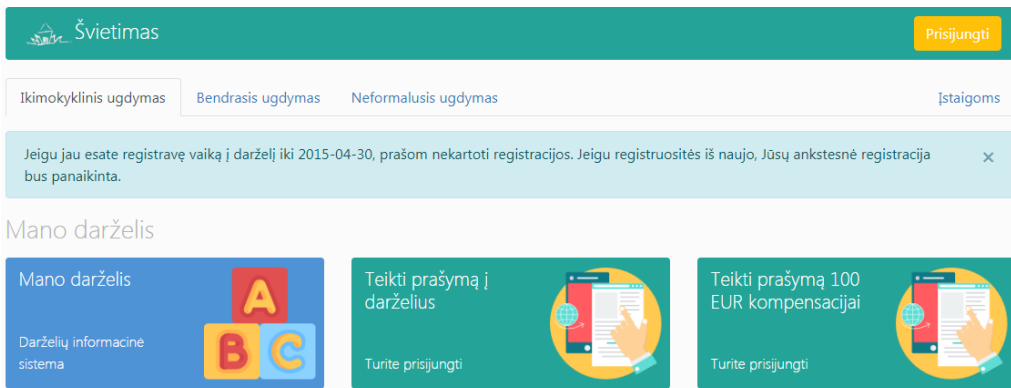 Švietimas
Prisijungti
Ikimokyklinis ugdymas
Bendrasis ugdymas
Neformalusis ugdymas
Įstaigoms
Jeigu jau esate registravę vaiką į darželį iki 2015-04-30, prašom nekartoti registracijos. Jeigu registruositės iš naujo, Jūsų ankstesnė registracija
bus panaikinta.
×
Mano darželis
Mano darželis
A
B C
Darželių informacinė
sistema
Teikti prašymą į
darželius
Turite prisijungti
Teikti prašymą 100
EUR kompensacijai
Turite prisijungti